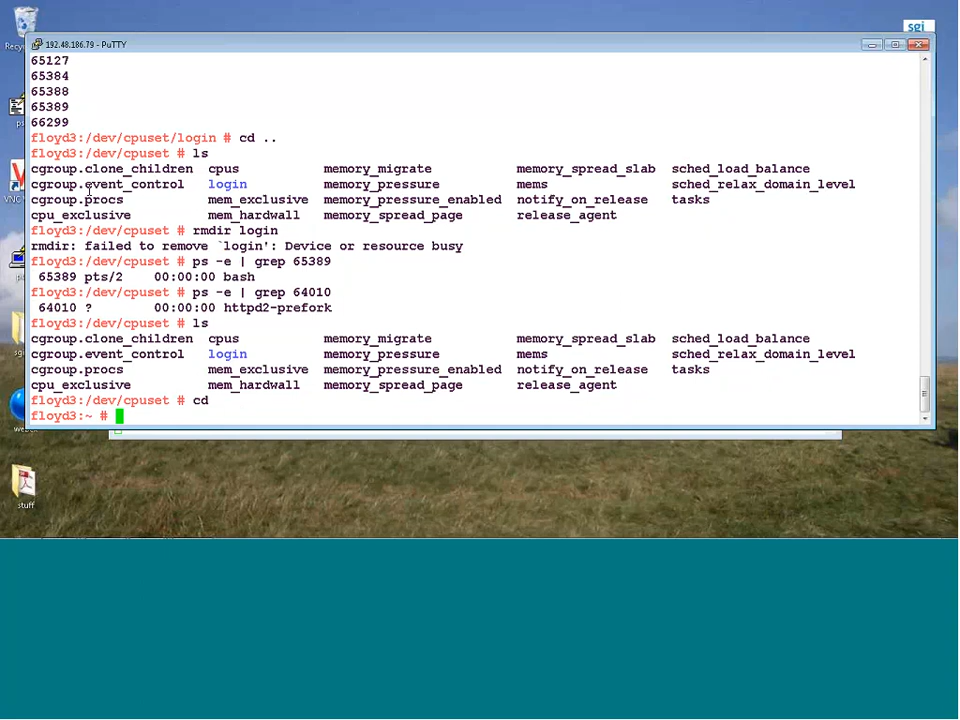 Recy
sgi
192.48.186.79 - PuTTY
65127
65384
65388
65389
66299
floyd3:/dev/cpuset/login # cd ..
floyd3:/dev/cpuset # ls
cgroup.clone_children cpus memory_migrate memory_spread_slab sched_load_balance
cgroup.event_control login memory_pressure mems sched_relax_domain_level
cgroup.procs mem_exclusive memory_pressure_enabled notify_on_release tasks
cpu_exclusive mem_hardwall memory_spread_page release_agent
floyd3:/dev/cpuset # rmdir login
rmdir: failed to remove `login': Device or resource busy
floyd3:/dev/cpuset # ps -e | grep 65389
65389 pts/2 00:00:00 bash
floyd3:/dev/cpuset # ps -e | grep 64010
64010 ? 00:00:00 httpd2-prefork
floyd3:/dev/cpuset # ls
cgroup.clone_children cpus memory_migrate memory_spread_slab sched_load_balance
cgroup.event_control login memory_pressure mems sched_relax_domain_level
cgroup.procs mem_exclusive memory_pressure_enabled notify_on_release tasks
cpu_exclusive mem_hardwall memory_spread_page release_agent
floyd3:/dev/cpuset # cd
floyd3:~ #
VNC
stuff